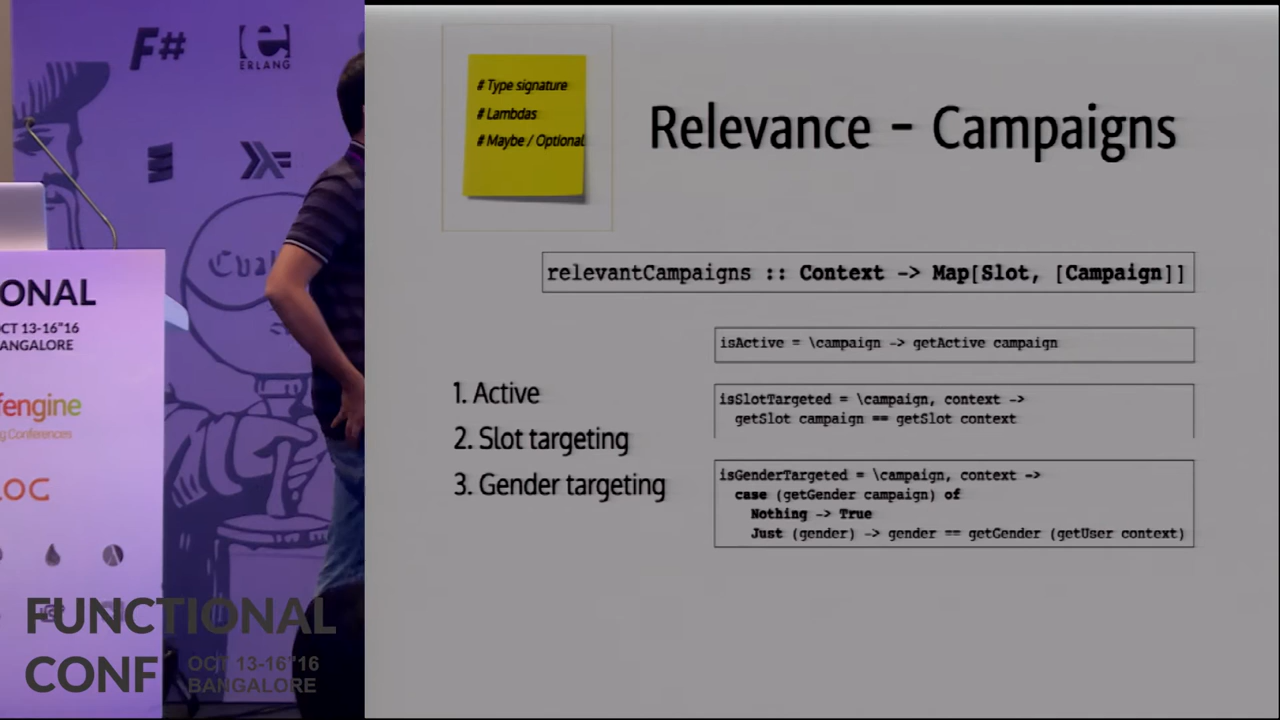 F#
ERLANG
ONAL
CT 13-16"16
ANGALORE
fengine
g Conferences
OC
FUNCTIONAL
CONF
OCT 13-16"16
BANGALORE
# Type signature
# Lambdas
# Maybe / Optional
Relevance - Campaigns
relevantCampaigns :: Context -> Map[Slot, [Campaign]]
1. Active
2. Slot targeting
3. Gender targeting
isActive = \campaign -> getActive campaign
isSlotTargeted = \campaign, context ->
getSlot campaign == getSlot context
isGenderTargeted = \campaign, context ->
case (getGender campaign) of
Nothing -> True
Just (gender) -> gender == getGender (getUser context)